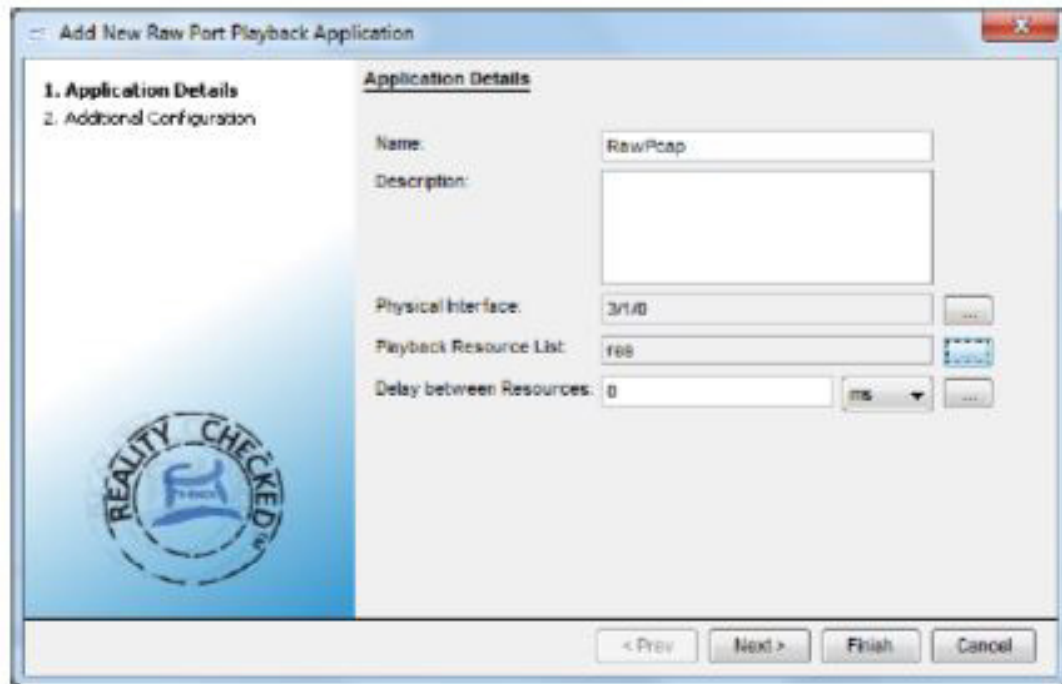 Add New Raw Port Playback Application
1. Application Details
2. Additional Configuration
Application Details
Name: RawPcap
Description:
Physical Interface: 3/1/0 ...
Playback Resource List: res ...
Delay between Resources: 0 ms ...
REALITY CHECKED™
< Prev Next > Finish Cancel